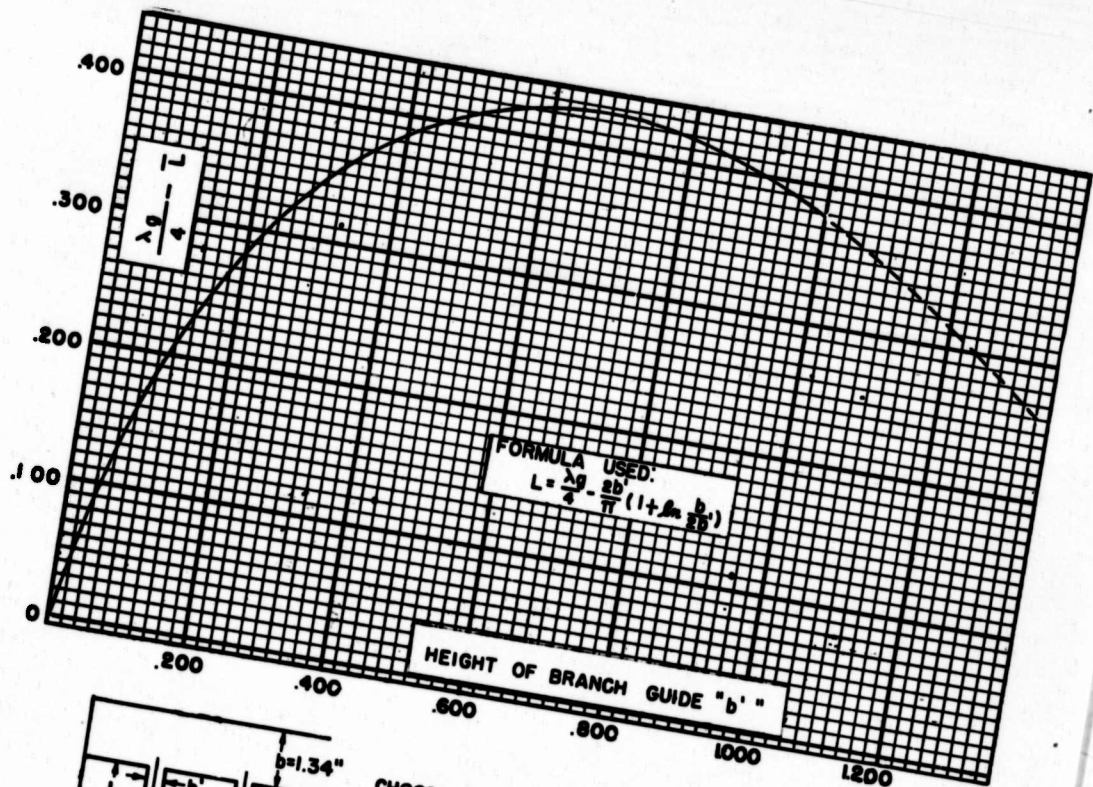 .400
λg/4 - L
.300
.200
.100
0
FORMULA USED:
L = λg/4 - 2b'/π (1 + ln b/2b')
HEIGHT OF BRANCH GUIDE "b' "
.200
.400
.600
.800
1.000
1.200
b=1.34"
b'